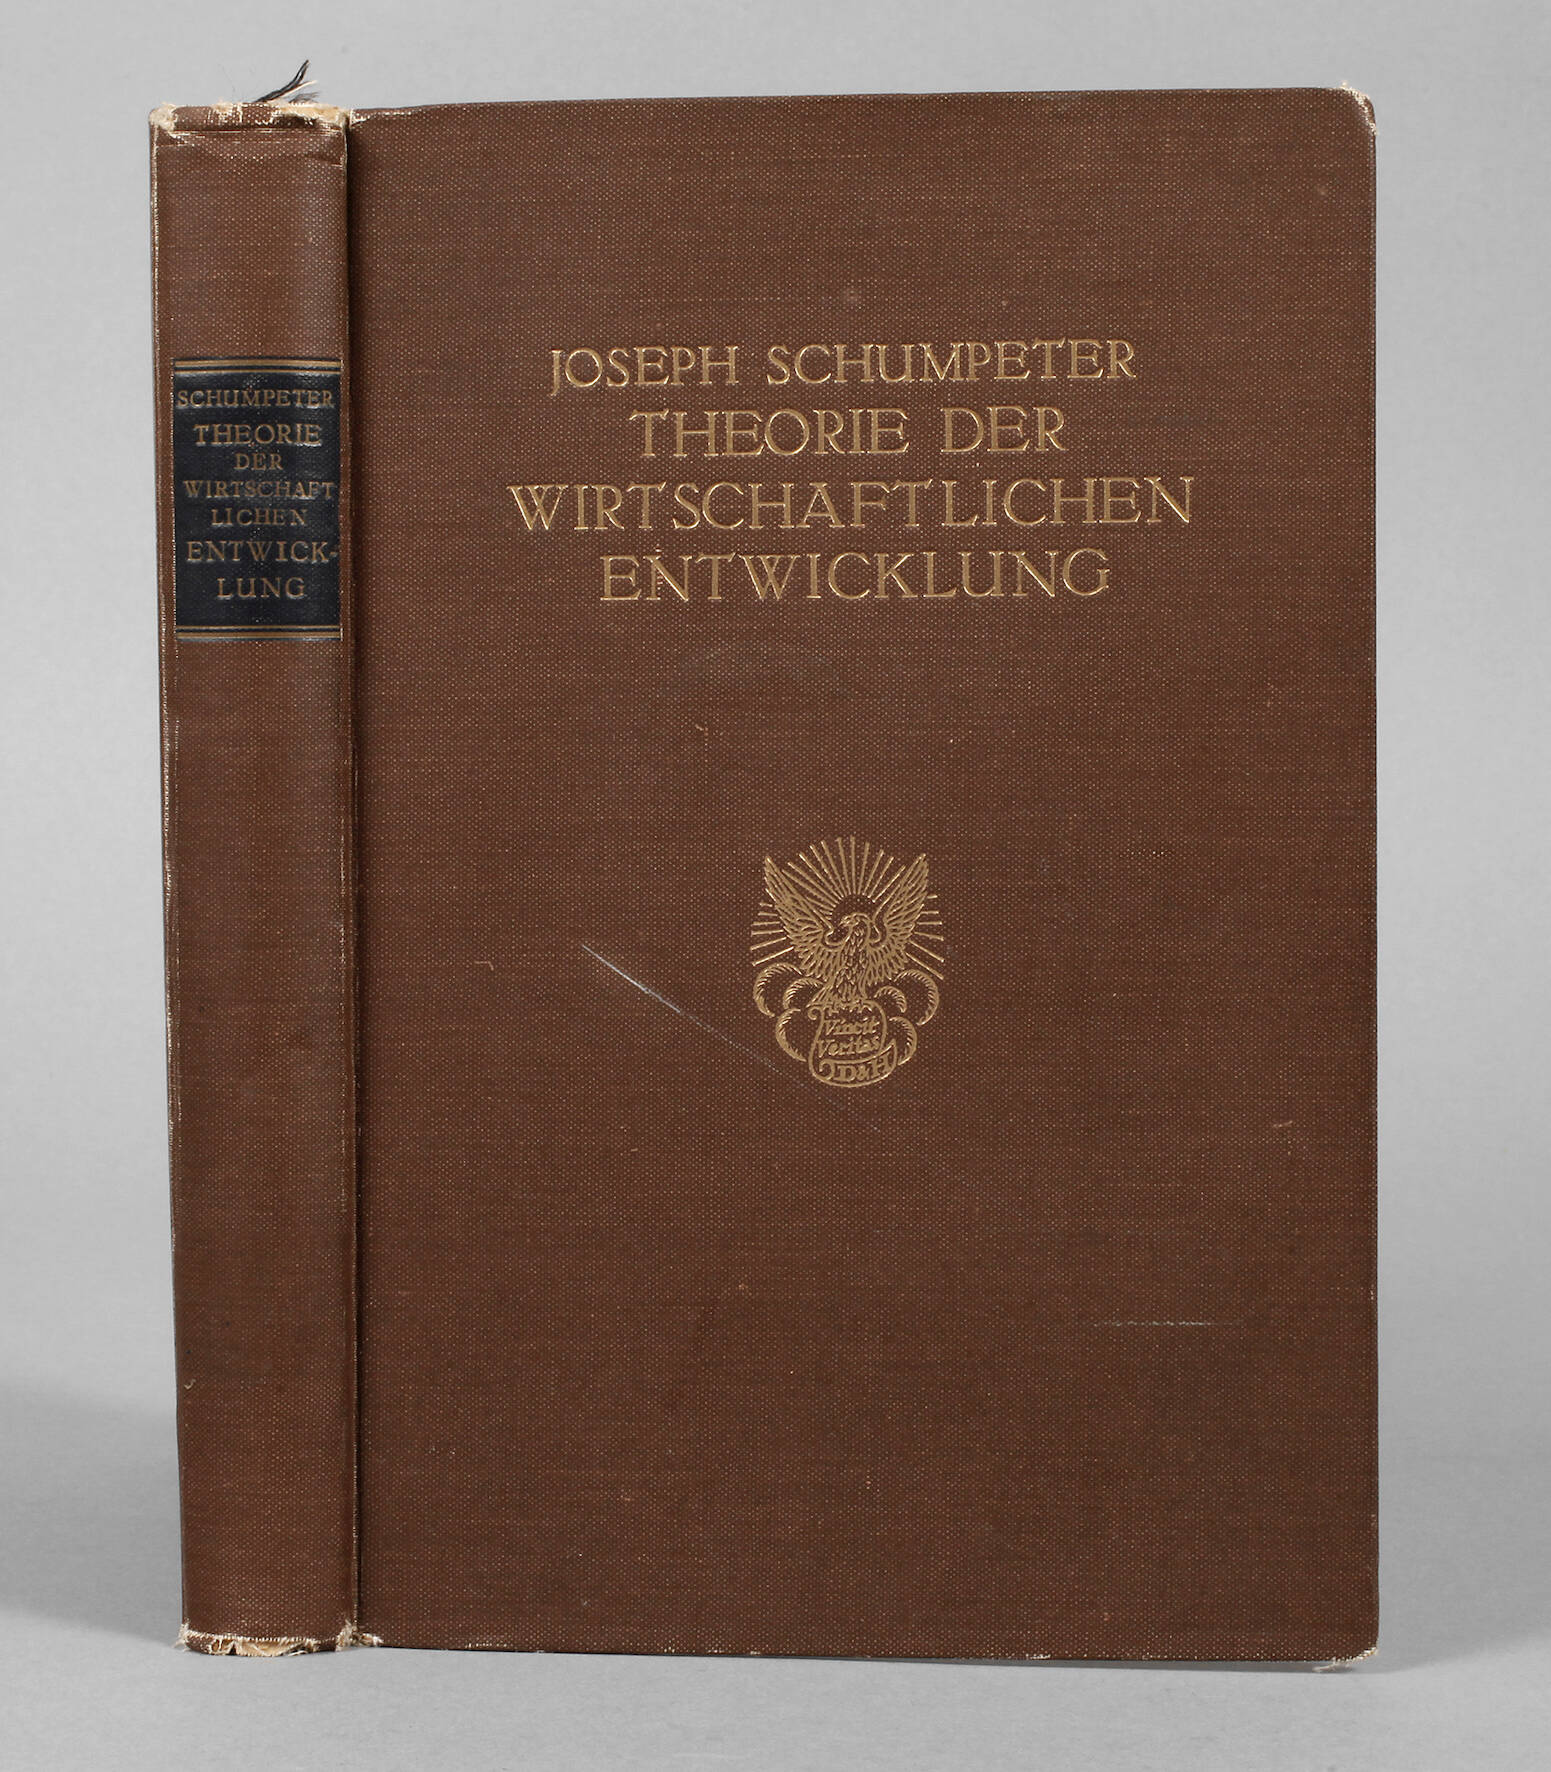 SCHUMPETER
THEORIE
DER
WIRTSCHAFT
LICHEN
ENTWICK-
LUNG
JOSEPH SCHUMPETER
THEORIE DER
WIRTSCHAFTLICHEN
ENTWICKLUNG
Vincit
Veritas
D&H